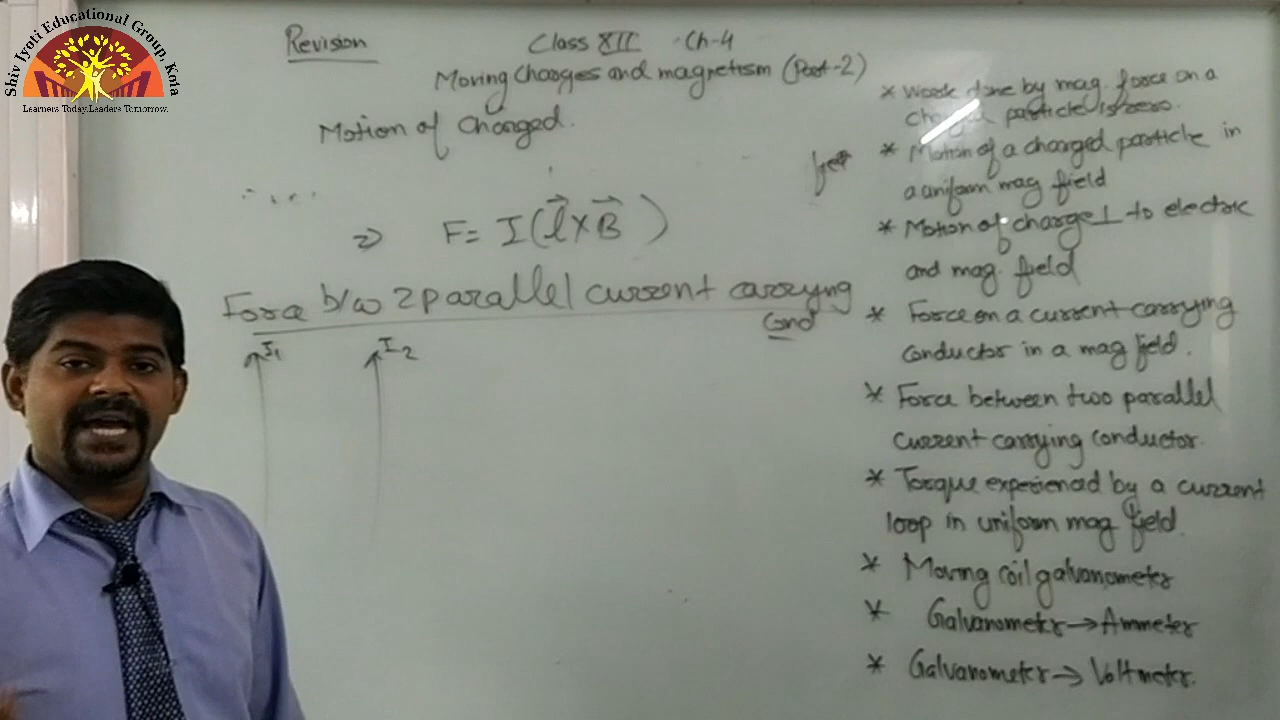 Shiv Jyoti Educational Group, Kota
Learners Today.Leaders Tomorrow.
Revision
Class XII Ch-4
Moving Charges and magnetism (Part-2)
Motion of Charged.
⇒ F= I(l⃗×B⃗ )
Force b/w 2 parallel current carrying
Cond
I₁ I₂
* Work done by mag. force on a
charged particle is zero.
* Motion of a charged particle in
a uniform mag field
* Motion of charge ⊥ to electric
and mag. field
* Force on a current carrying
conductor in a mag field.
* Force between two parallel
current carrying conductor.
* Torque experienced by a current
loop in uniform mag field.
* Moving coil galvanometer
* Galvanometer → Ammeter
* Galvanometer → Voltmeter.